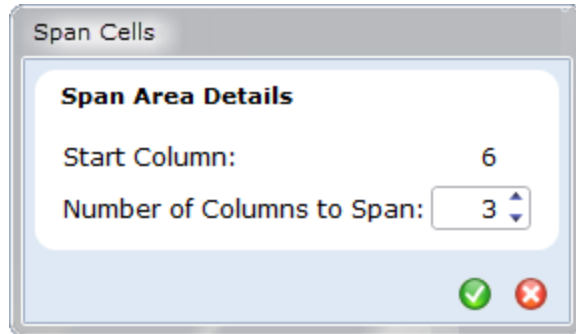 Span Cells
Span Area Details
Start Column: 6
Number of Columns to Span: 3